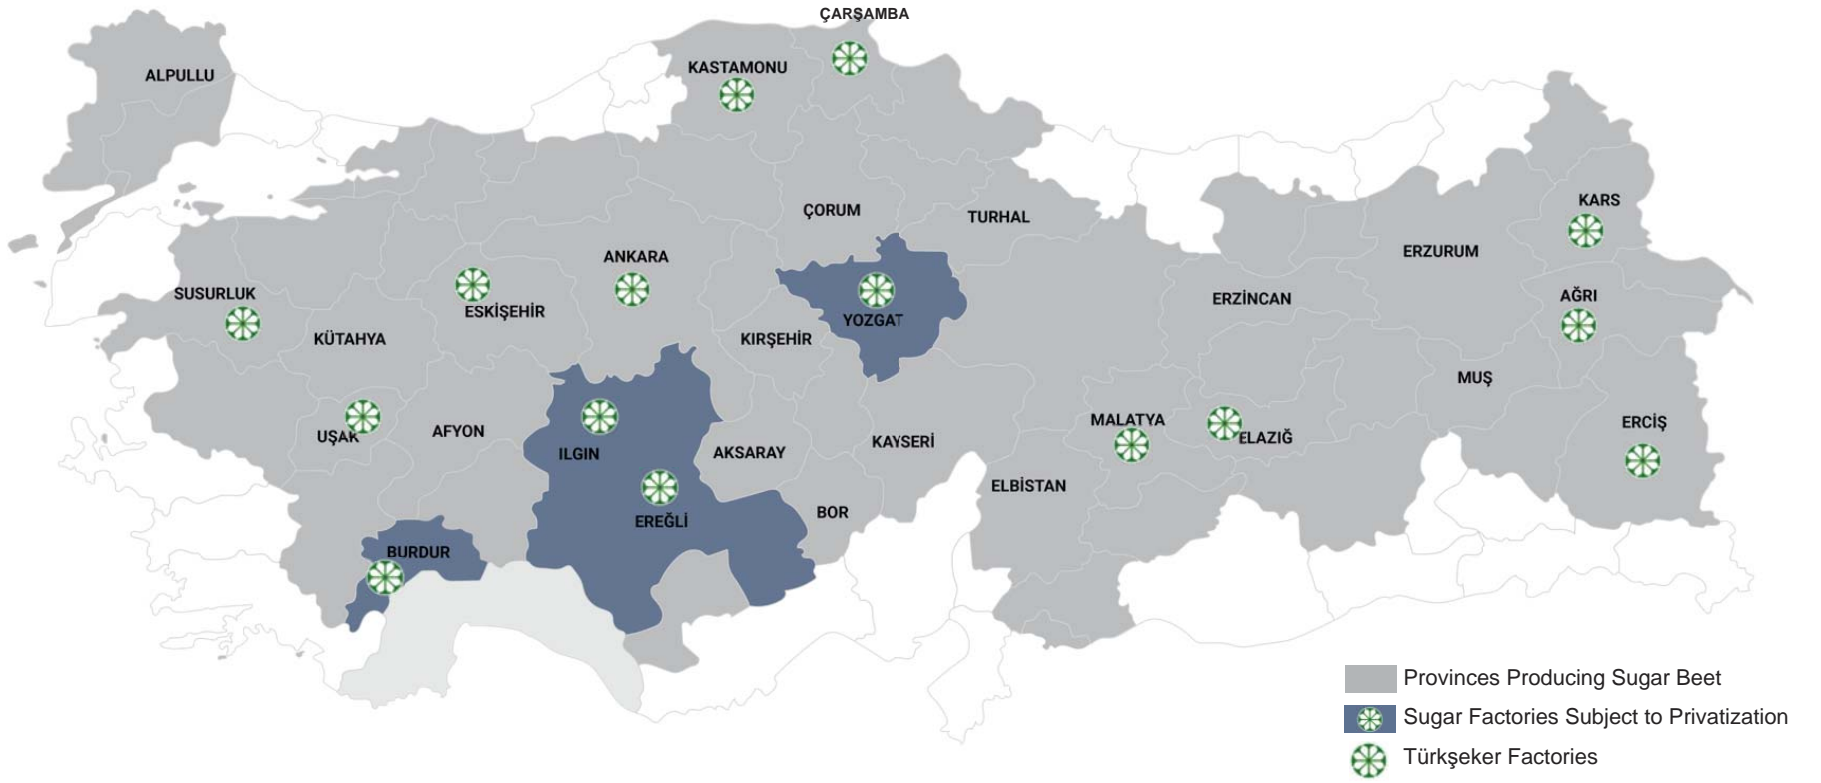 ÇARŞAMBA
KASTAMONU
ALPULLU
KARS
ÇORUM
TURHAL
ERZURUM
ANKARA
SUSURLUK
ESKİŞEHİR
AĞRI
ERZİNCAN
YOZGAT
KÜTAHYA
KIRŞEHİR
MUŞ
MALATYA
ERCİŞ
UŞAK
AFYON
ELAZIĞ
KAYSERİ
ILGIN
AKSARAY
ELBİSTAN
BOR
EREĞLİ
BURDUR
Provinces Producing Sugar Beet
Sugar Factories Subject to Privatization
Türkşeker Factories